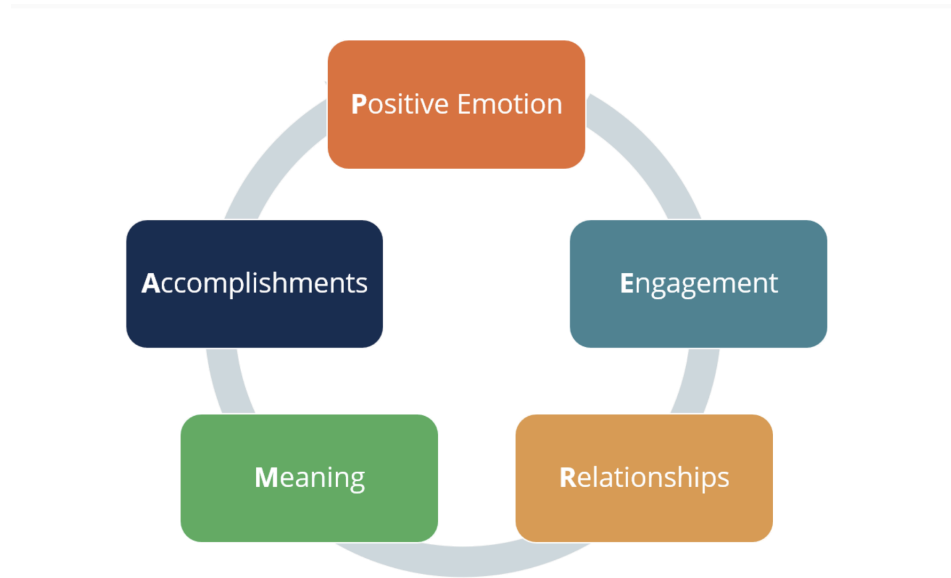 Positive Emotion
Engagement
Relationships
Meaning
Accomplishments